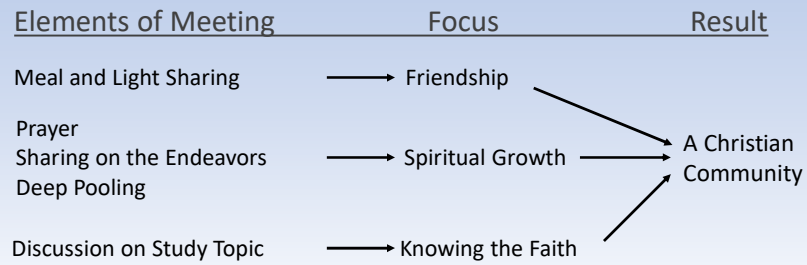 Elements of Meeting Focus Result
Meal and Light Sharing Friendship
Prayer
Sharing on the Endeavors Spiritual Growth
Deep Pooling
A Christian
Community
Discussion on Study Topic Knowing the Faith